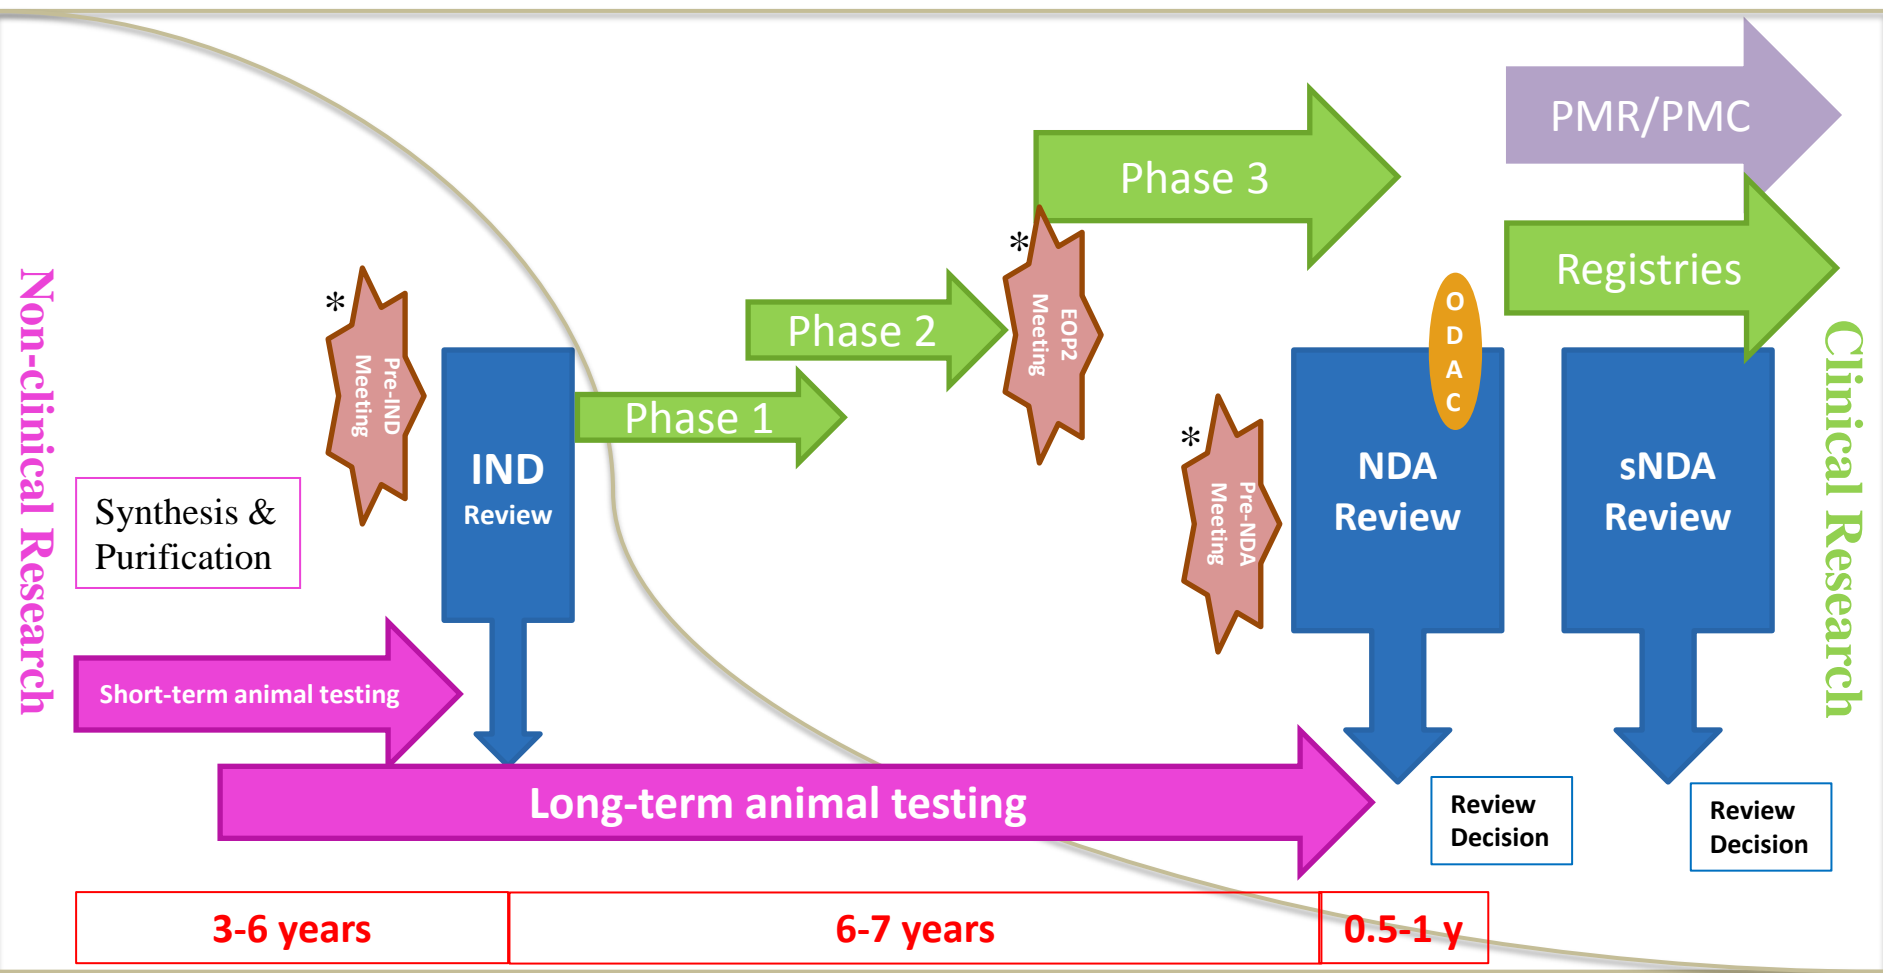 Non-clinical Research
Synthesis &
Purification
Short-term animal testing
*
Pre-IND
Meeting
IND
Review
Phase 1
Phase 2
*
EOP2
Meeting
Phase 3
*
Pre-NDA
Meeting
O
D
A
C
NDA
Review
sNDA
Review
PMR/PMC
Registries
Clinical Research
Long-term animal testing
Review
Decision
Review
Decision
3-6 years
6-7 years
0.5-1 y